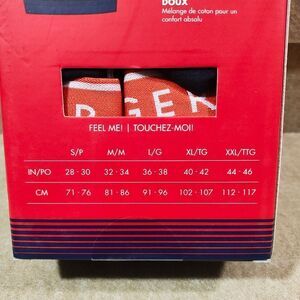 DOUX
Mélange de coton pour un
confort absolu
R GER
FEEL ME! | TOUCHEZ-MOI!
S/P M/M L/G XL/TG XXL/TTG
IN/PO 28 - 30 32 - 34 36 - 38 40 - 42 44 - 46
CM 71 - 76 81 - 86 91 - 96 102 - 107 112 - 117